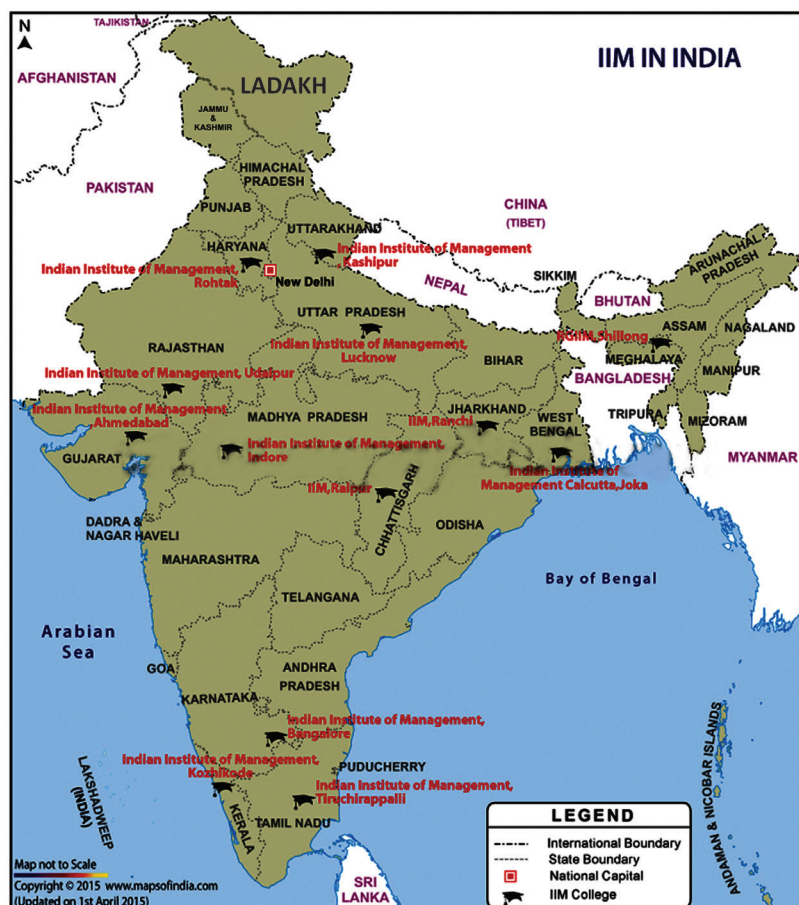 N
TAJIKISTAN
IIM IN INDIA
AFGHANISTAN
LADAKH
JAMMU
&
KASHMIR
HIMACHAL
PRADESH
PAKISTAN
PUNJAB
CHINA
(TIBET)
UTTARAKHAND
HARYANA
Indian Institute of Management
, Kashipur
Indian Institute of Management,
Rohtak
New Delhi
NEPAL
SIKKIM
ARUNACHAL
PRADESH
BHUTAN
UTTAR PRADESH
ASSAM
NAGALAND
RGIIM,Shillong
Indian Institute of Management,
Lucknow
RAJASTHAN
BIHAR
MEGHALAYA
MANIPUR
Indian Institute of Management, Udaipur
BANGLADESH
Indian Institute of Management
Ahmedabad
MADHYA PRADESH
JHARKHAND
IIM,Ranchi
WEST
BENGAL
TRIPURA
MIZORAM
GUJARAT
Indian Institute of Management,
Indore
MYANMAR
Indian Institute of
Management Calcutta,Joka
IIM,Raipur
CHHATTISGARH
ODISHA
DADRA &
NAGAR HAVELI
MAHARASHTRA
Bay of Bengal
TELANGANA
Arabian
Sea
GOA
ANDHRA
PRADESH
KARNATAKA
Indian Institute of Management,
Bangalore
Indian Institute of Management,
Kozhikode
PUDUCHERRY
Indian Institute of Management,
Tiruchirappalli
LAKSHADWEEP
(INDIA)
KERALA
TAMIL NADU
ANDAMAN & NICOBAR ISLANDS
SRI
LANKA
LEGEND
International Boundary
State Boundary
National Capital
IIM College
Map not to Scale
Copyright © 2015 www.mapsofindia.com
(Updated on 1st April 2015)